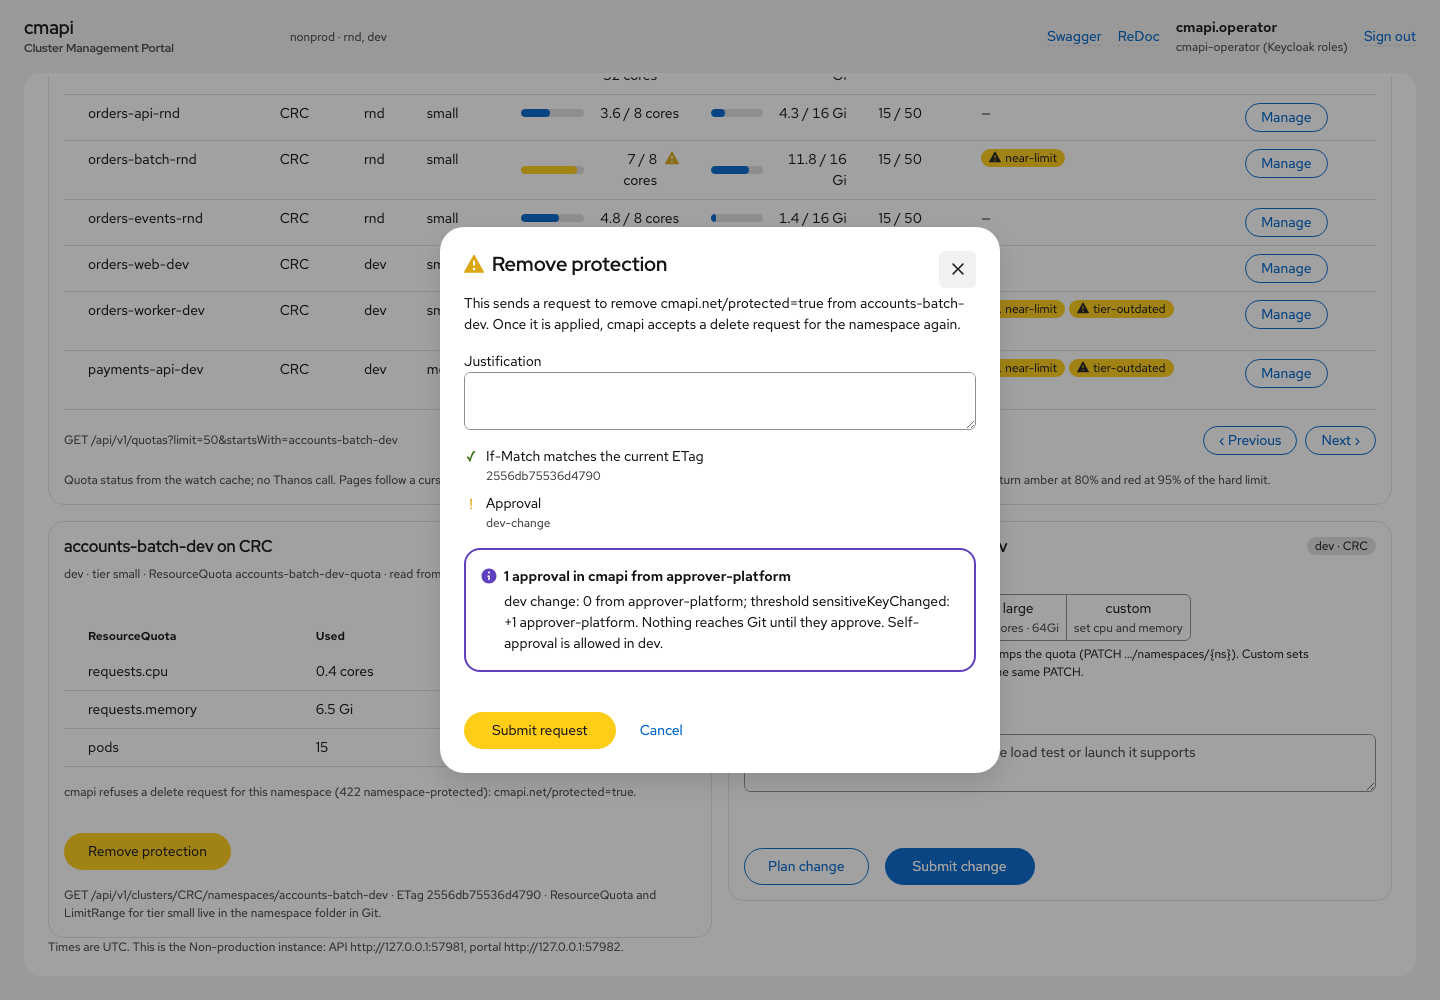 cmapi
Cluster Management Portal
nonprod · rnd, dev
Swagger
ReDoc
cmapi.operator
cmapi-operator (Keycloak roles)
Sign out
orders-api-rnd CRC rnd small 3.6 / 8 cores 4.3 / 16 Gi 15 / 50 – Manage
orders-batch-rnd CRC rnd small 7 / 8 cores 11.8 / 16 Gi 15 / 50 near-limit Manage
orders-events-rnd CRC rnd small 4.8 / 8 cores 1.4 / 16 Gi 15 / 50 – Manage
orders-web-dev CRC dev Manage
orders-worker-dev CRC dev near-limit tier-outdated Manage
payments-api-dev CRC dev near-limit tier-outdated Manage
GET /api/v1/quotas?limit=50&startsWith=accounts-batch-dev
‹ Previous
Next ›
Quota status from the watch cache; no Thanos call. Pages follow a
turn amber at 80% and red at 95% of the hard limit.
Remove protection
This sends a request to remove cmapi.net/protected=true from accounts-batch-
dev. Once it is applied, cmapi accepts a delete request for the namespace again.
Justification
If-Match matches the current ETag
2556db75536d4790
Approval
dev-change
1 approval in cmapi from approver-platform
dev change: 0 from approver-platform; threshold sensitiveKeyChanged:
+1 approver-platform. Nothing reaches Git until they approve. Self-
approval is allowed in dev.
Submit request
Cancel
accounts-batch-dev on CRC
dev · tier small · ResourceQuota accounts-batch-dev-quota · read from
ResourceQuota Used
requests.cpu 0.4 cores
requests.memory 6.5 Gi
pods 15
cmapi refuses a delete request for this namespace (422 namespace-protected): cmapi.net/protected=true.
Remove protection
GET /api/v1/clusters/CRC/namespaces/accounts-batch-dev · ETag 2556db75536d4790 · ResourceQuota and
LimitRange for tier small live in the namespace folder in Git.
dev · CRC
large
64Gi
custom
set cpu and memory
the quota (PATCH …/namespaces/{ns}). Custom sets
same PATCH.
load test or launch it supports
Plan change
Submit change
Times are UTC. This is the Non-production instance: API http://127.0.0.1:57981, portal http://127.0.0.1:57982.